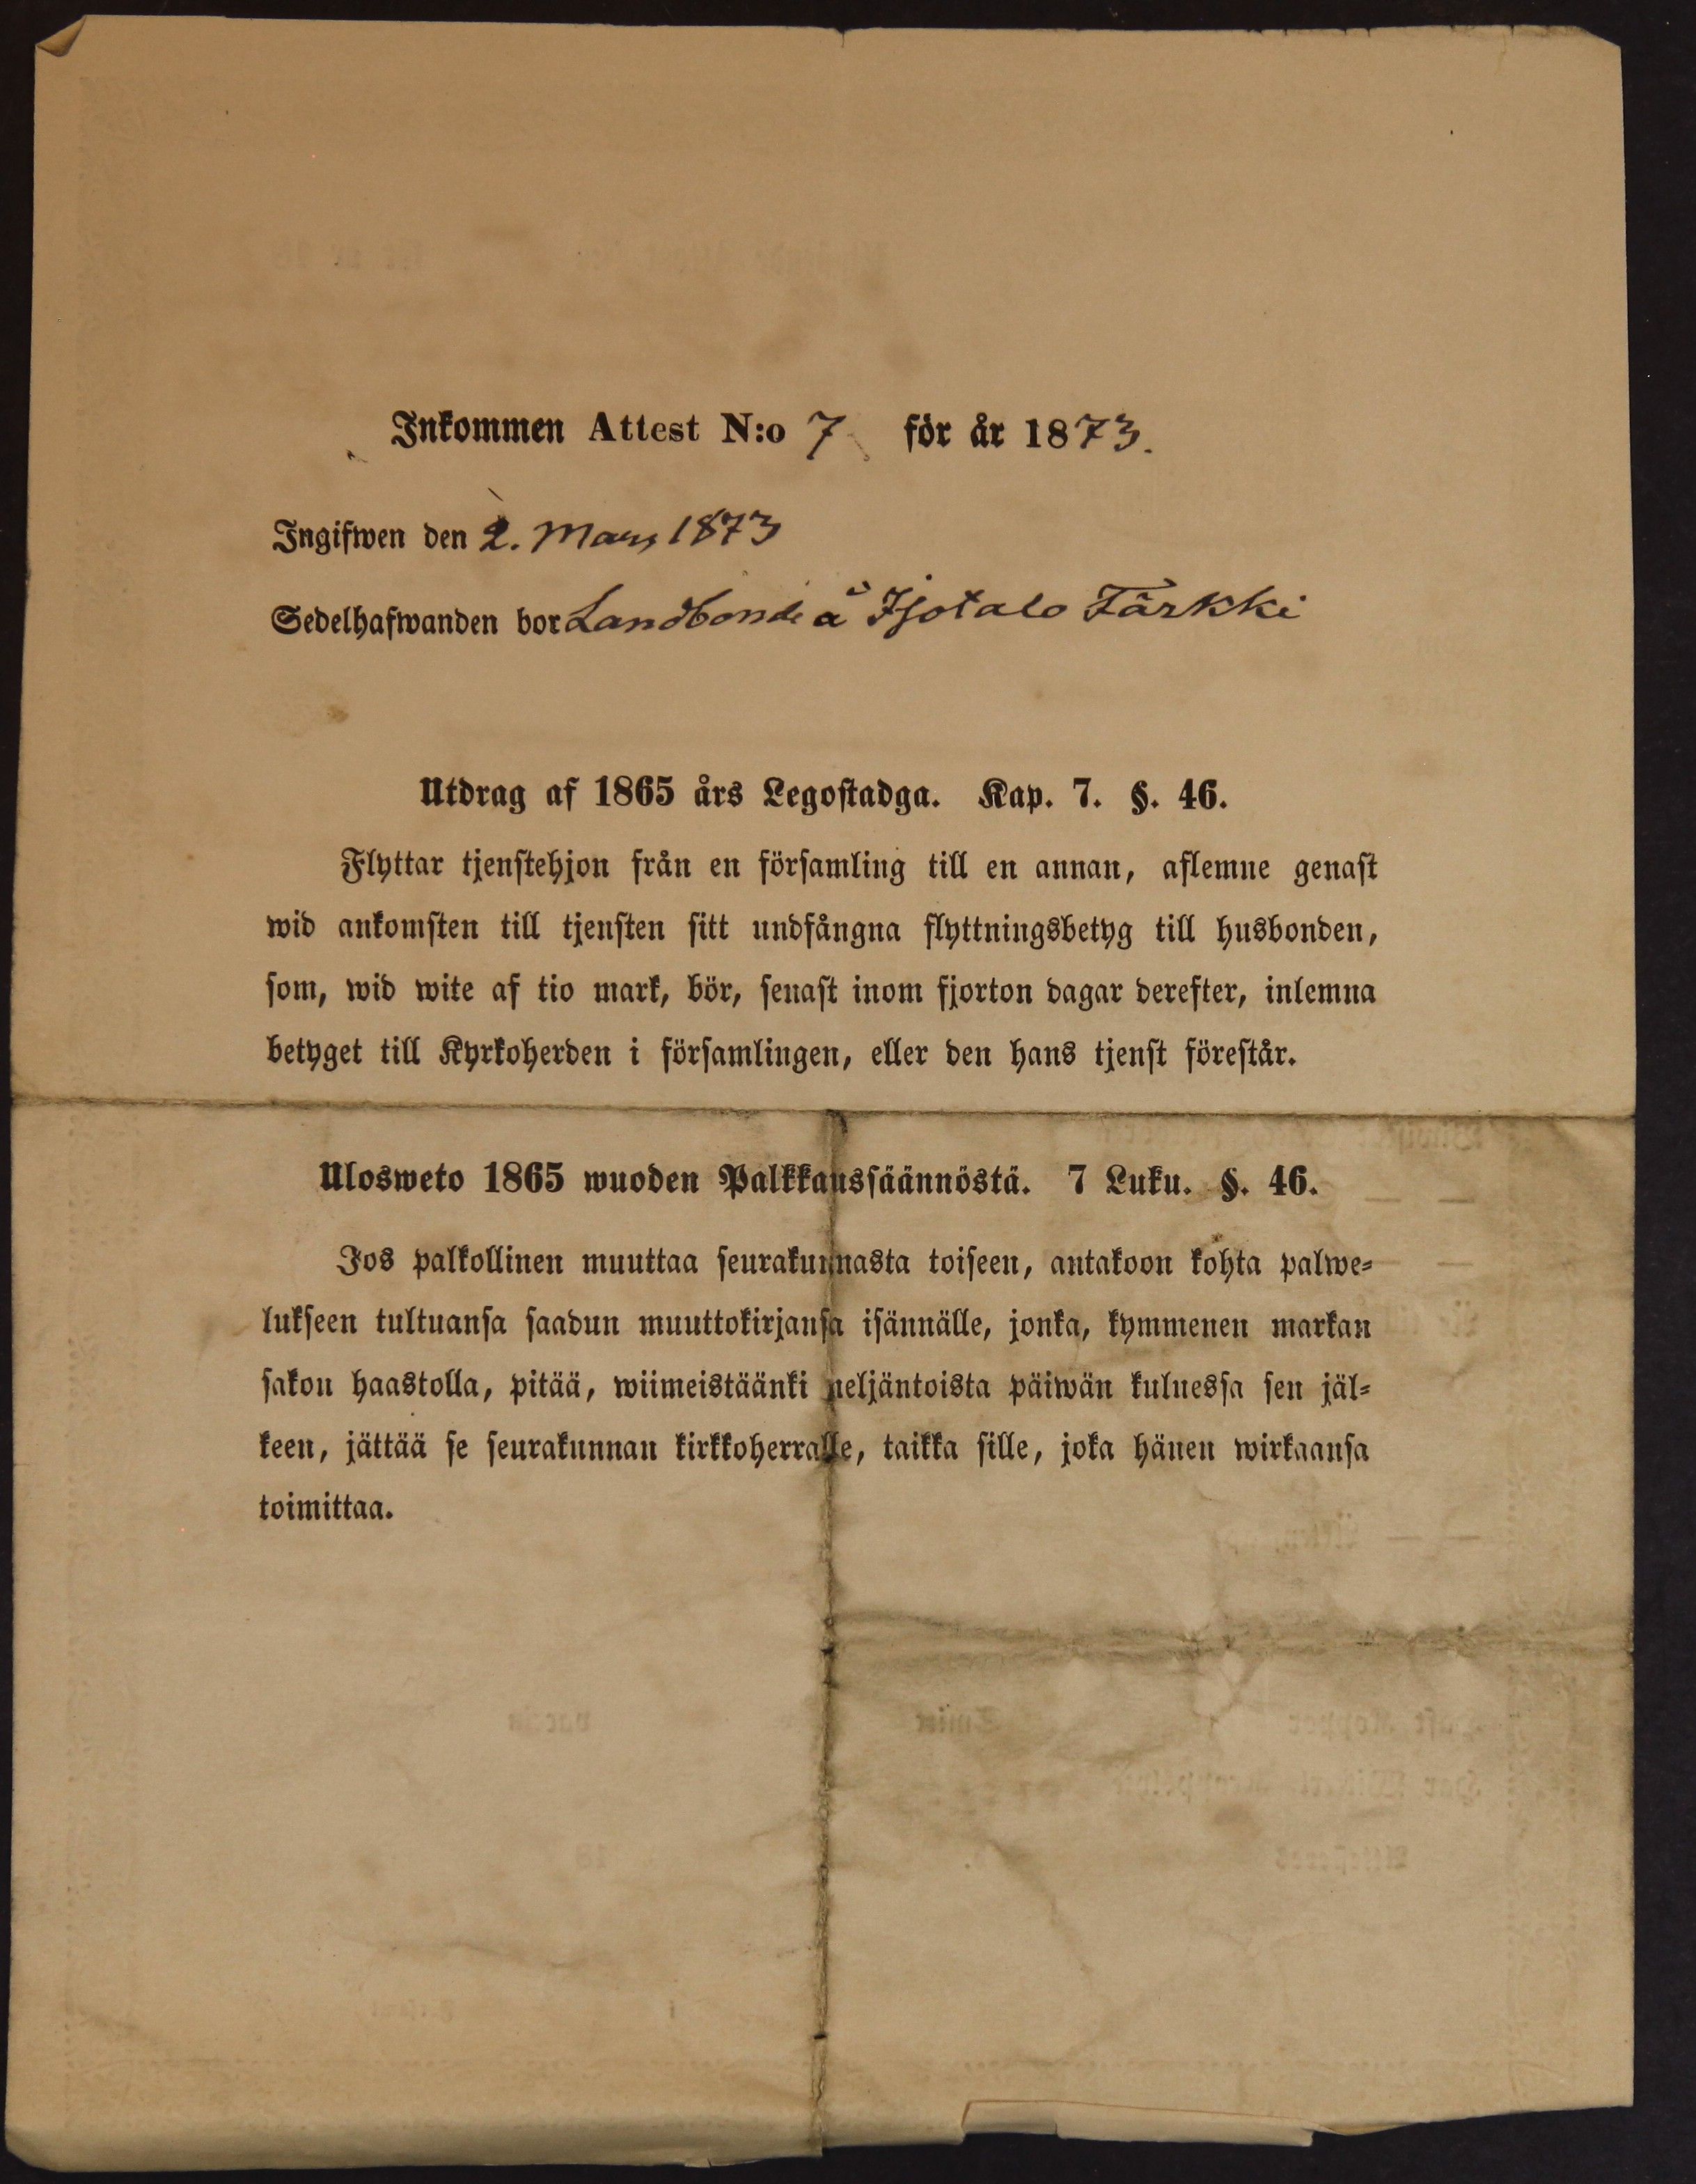 Inkommen Attest N:o 7 för år 1873.
Ingifwen den 2. Mars 1873
Sedelhafwanden bor Landbonde å Isotalo Tärkki
Utdrag af 1865 års Legostadga. Kap. 7. §. 46.
Flyttar tjenstehjon från en församling till en annan, aflemne genast
wid ankomsten till tjensten sitt undfångna flyttningsbetyg till husbonden,
som, wid wite af tio mark, bör, senast inom fjorton dagar derefter, inlemna
betyget till Kyrkoherden i församlingen, eller den hans tjenst förestår.
Ulosweto 1865 wuoden Palkkaussäännöstä. 7 Luku. §. 46.
Jos palkollinen muuttaa seurakunnasta toiseen, antakoon kohta palwe-
lukseen tultuansa saadun muuttokirjansa isännälle, jonka, kymmenen markan
sakon haastolla, pitää, wiimeistäänki neljäntoista päiwän kuluessa sen jäl-
keen, jättää se seurakunnan kirkkoherralle, taikka sille, joka hänen wirkaansa
toimittaa.